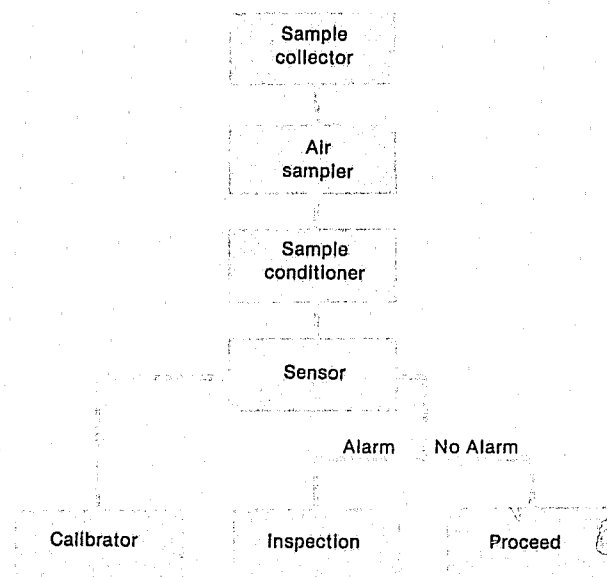 Sample
collector
Air
sampler
Sample
conditioner
Sensor
Alarm
No Alarm
Calibrator
Inspection
Proceed